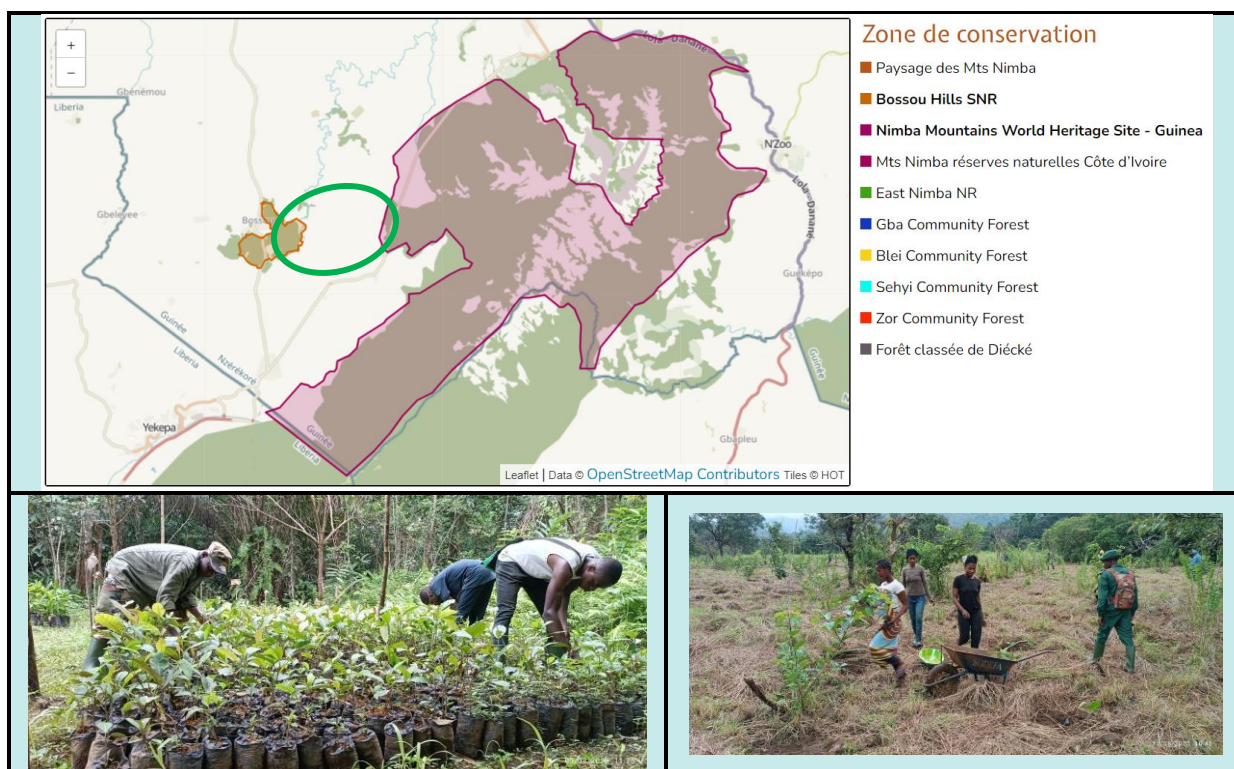 +
−
Lola - Danané
Gbénémou
Liberia
N'Zoo
Lola - Danané
Gbeleyee
Guéképo
Guinée
Liberia
Nzérékoré
Guinée
Yekepa
Guinée
Liberia
Gbapleu
Leaflet | Data © OpenStreetMap Contributors Tiles © HOT
Zone de conservation
Paysage des Mts Nimba
Bossou Hills SNR
Nimba Mountains World Heritage Site - Guinea
Mts Nimba réserves naturelles Côte d'Ivoire
East Nimba NR
Gba Community Forest
Blei Community Forest
Sehyi Community Forest
Zor Community Forest
Forêt classée de Diécké